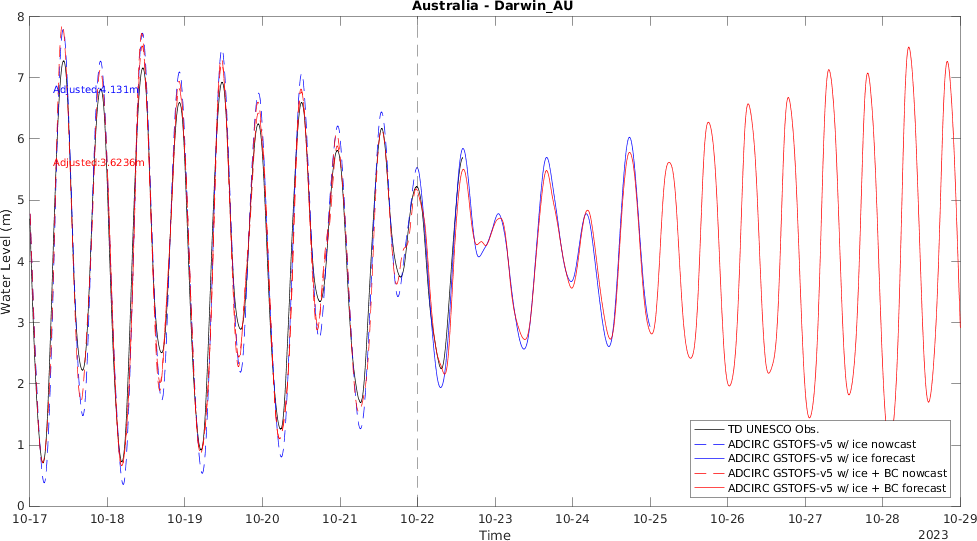 Australia - Darwin_AU
8
7
6
5
4
3
2
1
0
Water Level (m)
Adjusted:4.131m
Adjusted:3.6236m
TD UNESCO Obs.
ADCIRC GSTOFS-v5 w/ ice nowcast
ADCIRC GSTOFS-v5 w/ ice forecast
ADCIRC GSTOFS-v5 w/ ice + BC nowcast
ADCIRC GSTOFS-v5 w/ ice + BC forecast
10-17 10-18 10-19 10-20 10-21 10-22 10-23 10-24 10-25 10-26 10-27 10-28 10-29
Time
2023